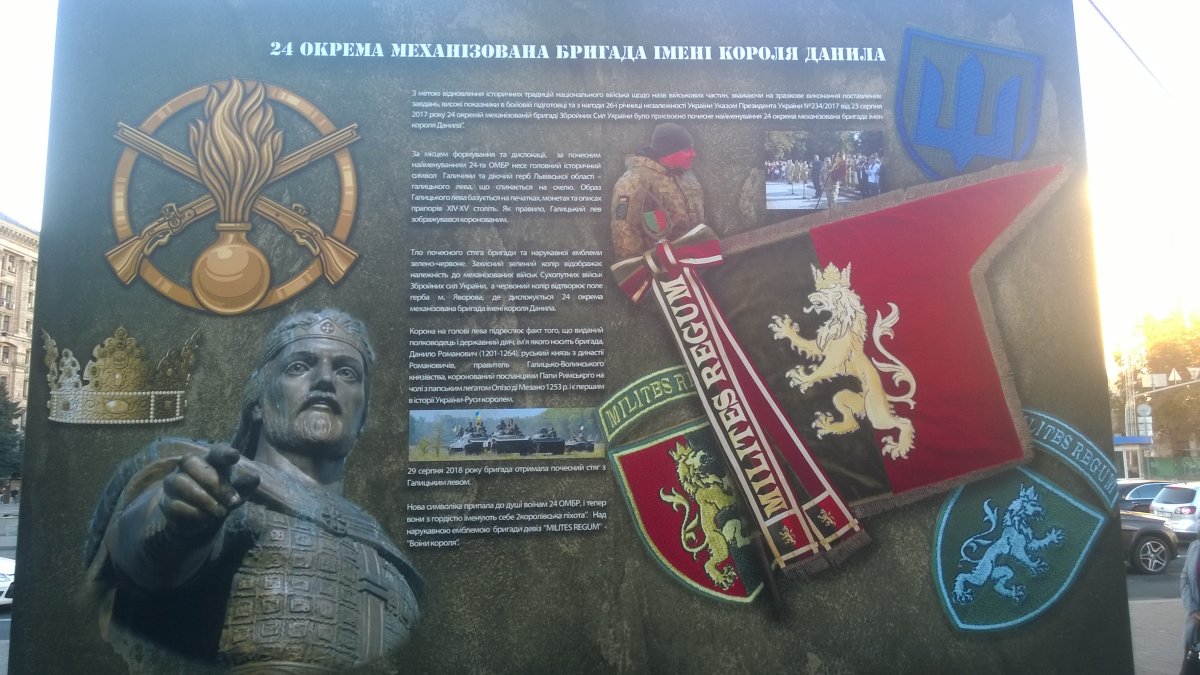 24 ОКРЕМА МЕХАНІЗОВАНА БРИГАДА ІМЕНІ КОРОЛЯ ДАНИЛА
З метою відновлення історичних традицій національного війська щодо назв військових частин, зважаючи на зразкове виконання поставлених
завдань, високі показники в бойовій підготовці та з нагоди 26-ї річниці незалежності України Указом Президента України №234/2017 від 23 серпня
2017 року 24 окремій механізованій бригаді Збройних Сил України було присвоєно почесне найменування 24 окрема механізована бригада імен
короля Данила".
За місцем формування та дислокації, за почесним
найменуванням 24-та ОМБР несе головний історичний
символ Галичини та діючий герб Львівської області –
галицького лева, що спинається на скелю. Образ
Галицького лева базується на печатках, монетах та описах
прапорів XIV-XV століть. Як правило, Галицький лев
зображувався коронованим.
Тло почесного стяга бригади та нарукавної емблеми
зелено-червоне. Захисний зелений колір відображає
належність до механізованих військ Сухопутних військ
Збройних сил України, а червоний колір відтворює поле
герба м. Яворова, де дислокується 24 окрема
механізована бригада імені короля Данила.
Корона на голові лева підреслює факт того, що виданий
полководець і державний діяч, ім'я якого носить бригада,
Данило Романович (1201-1264), руський князь з династії
Романовичів, правитель Галицько-Волинського
князівства, коронований посланцями Папи Римського на
чолі з папським легатом Опізо ді Мезано 1253 р. і є першим
в історії України-Руси королем.
29 серпня 2018 року бригада отримала почесний стяг з
Галицьким левом.
Нова символіка припала до душі воїнам 24 ОМБР, і тепер
вони з гордістю іменують себе 2королівська піхота". Над
нарукавною емблемою бригади девіз "MILITES REGUM"
"Воїни короля".
MILITES REGUM
MILITES REGUM
MILITES REG
MILITES REGUM